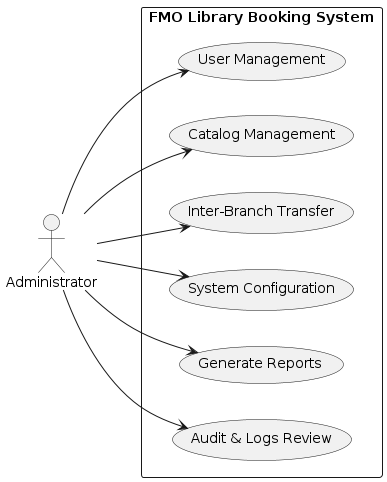 FMO Library Booking System
User Management
Catalog Management
Inter-Branch Transfer
Administrator
System Configuration
Generate Reports
Audit & Logs Review